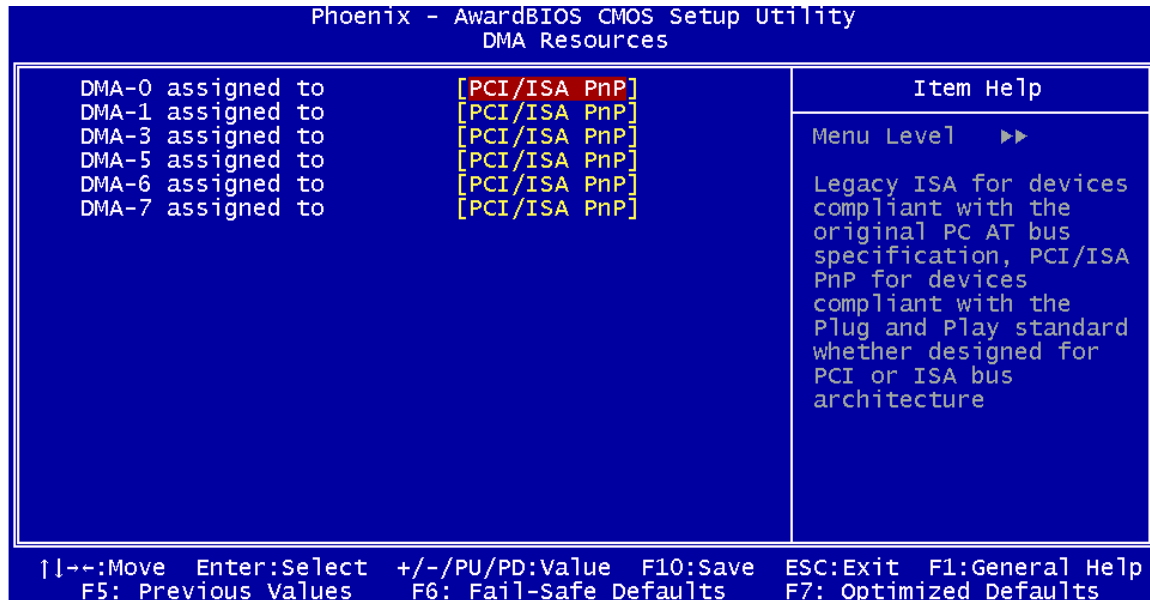 Phoenix - AwardBIOS CMOS Setup Utility
DMA Resources
DMA-0 assigned to [PCI/ISA PnP]
DMA-1 assigned to [PCI/ISA PnP]
DMA-3 assigned to [PCI/ISA PnP]
DMA-5 assigned to [PCI/ISA PnP]
DMA-6 assigned to [PCI/ISA PnP]
DMA-7 assigned to [PCI/ISA PnP]
Item Help
Menu Level ▶▶
Legacy ISA for devices
compliant with the
original PC AT bus
specification, PCI/ISA
PnP for devices
compliant with the
Plug and Play standard
whether designed for
PCI or ISA bus
architecture
↑↓→←:Move Enter:Select +/-/PU/PD:Value F10:Save ESC:Exit F1:General Help
F5: Previous Values F6: Fail-Safe Defaults F7: Optimized Defaults